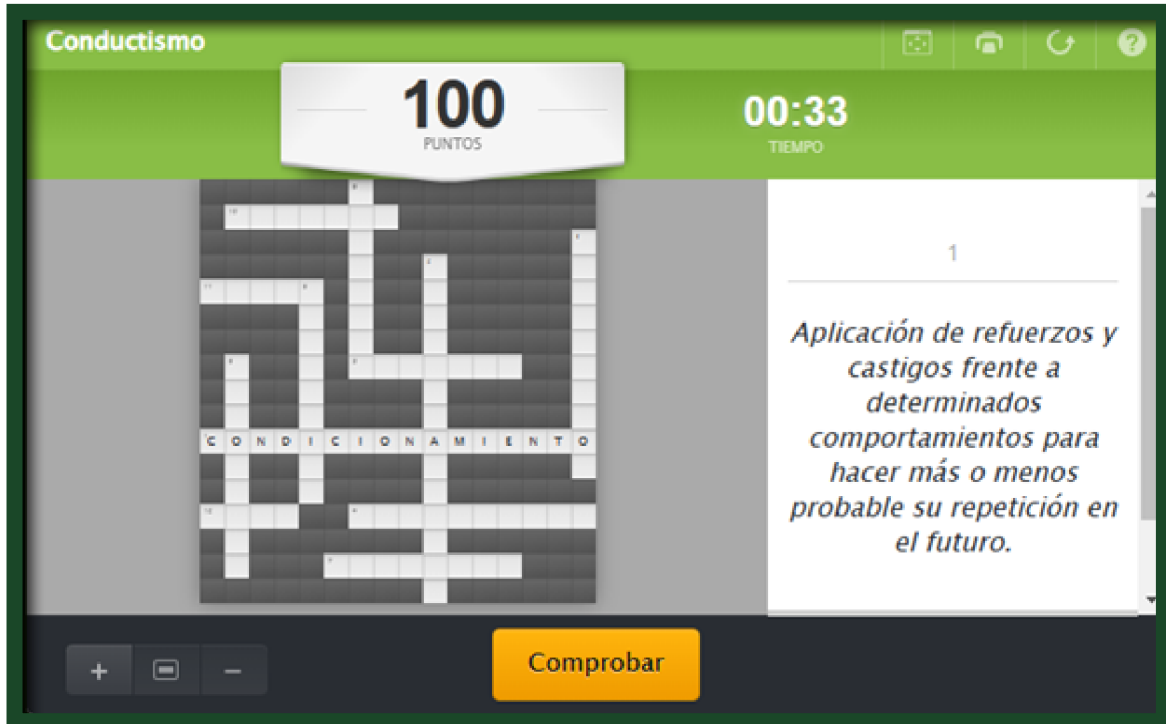 Conductismo
100
PUNTOS
00:33
TIEMPO
CONDICIONAMIENTO
1
Aplicación de refuerzos y
castigos frente a
determinados
comportamientos para
hacer más o menos
probable su repetición en
el futuro.
Comprobar